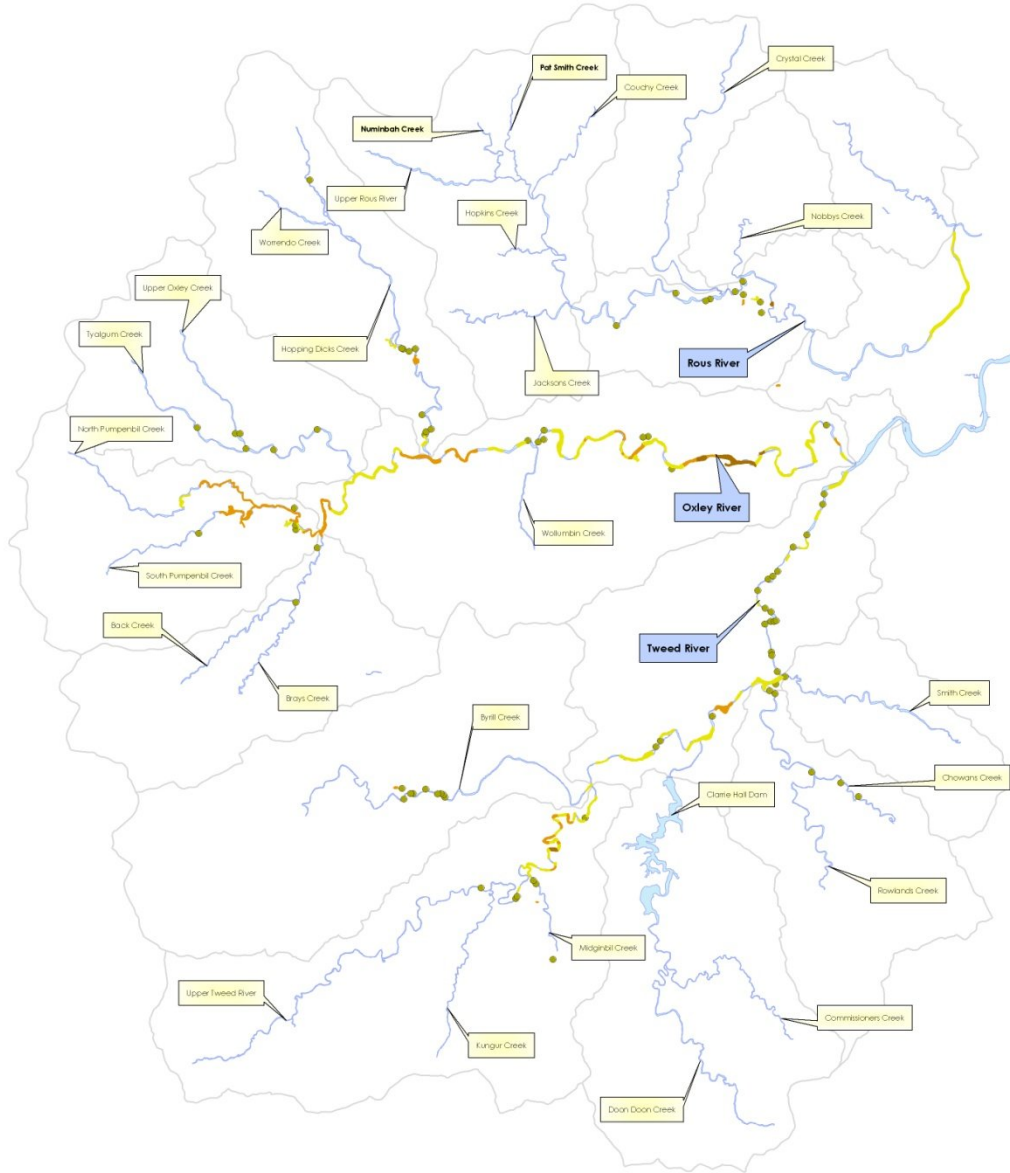 Crystal Creek
Pat Smith Creek
Couchy Creek
Numinbah Creek
Upper Rous River
Hopkins Creek
Nobbys Creek
Worrendo Creek
Upper Oxley Creek
Tyalgum Creek
Hopping Dicks Creek
Rous River
Jacksons Creek
North Pumpenbil Creek
Oxley River
Wollumbin Creek
South Pumpenbil Creek
Back Creek
Tweed River
Brays Creek
Smith Creek
Byrill Creek
Chowans Creek
Clarrie Hall Dam
Rowlands Creek
Midginbil Creek
Upper Tweed River
Commissioners Creek
Kungur Creek
Doon Doon Creek